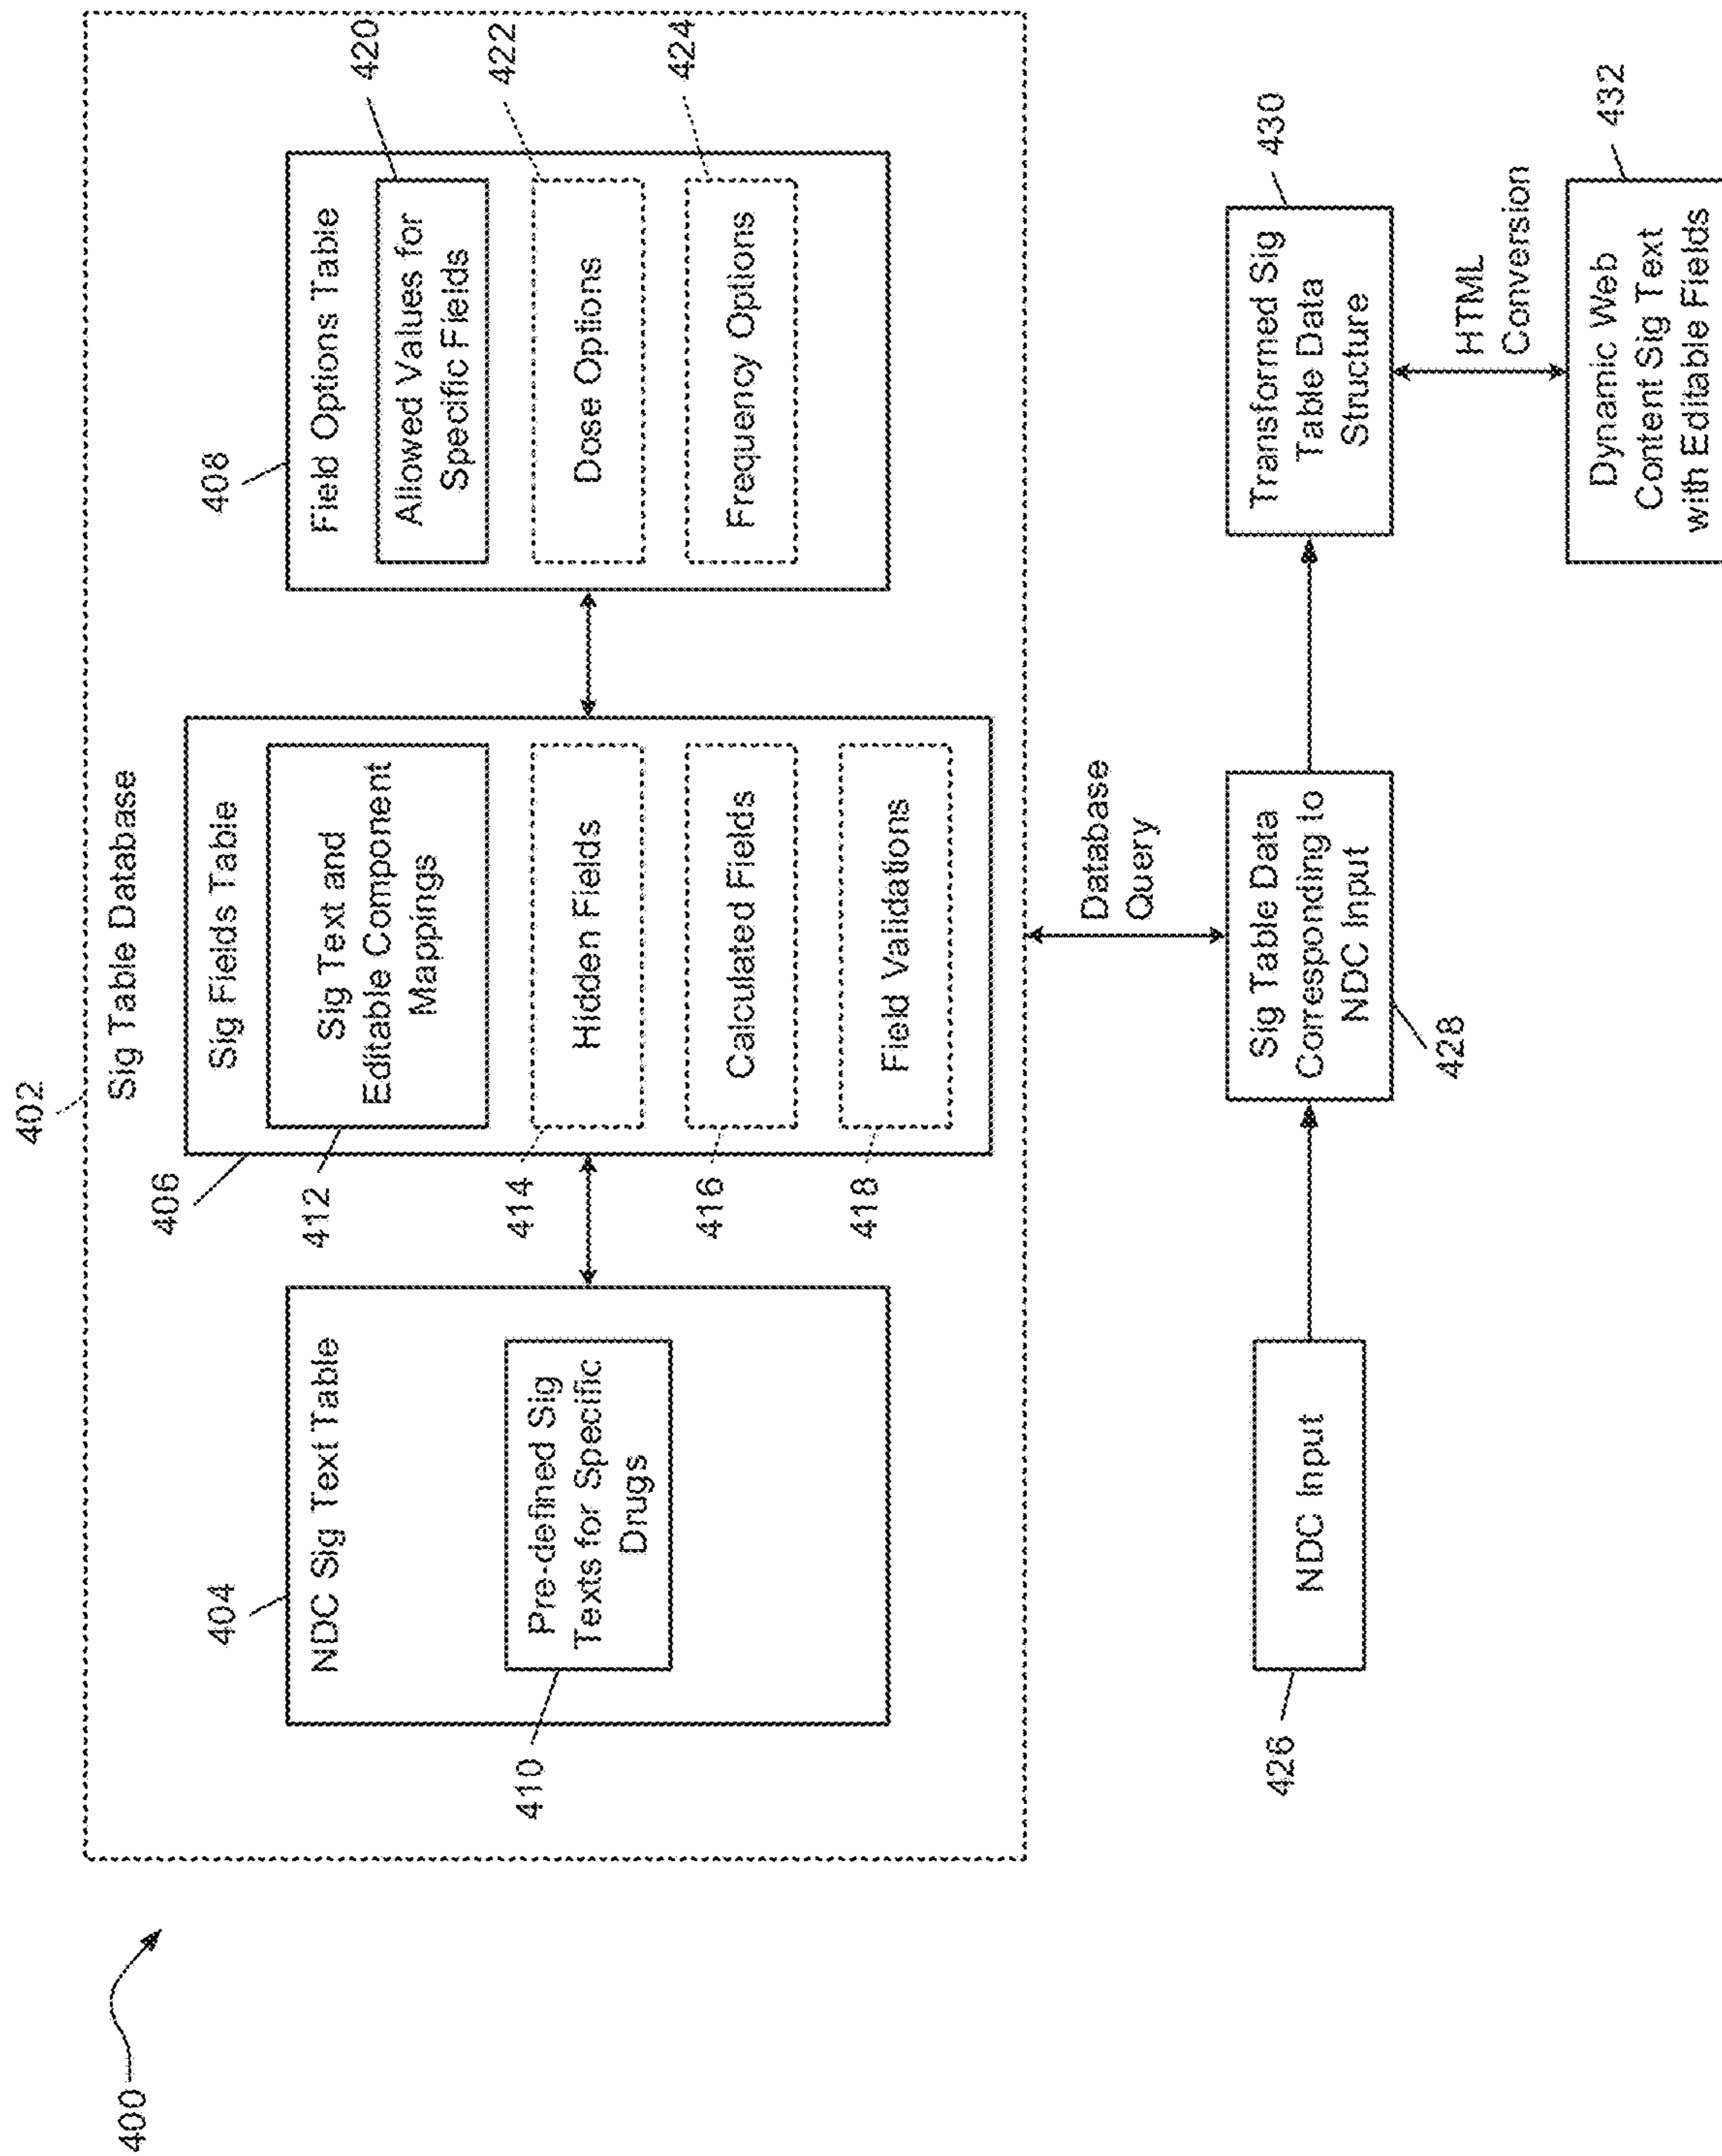 400
402
Sig Table Database
404
NDC Sig Text Table
410
Pre-defined Sig
Texts for Specific
Drugs
406
Sig Fields Table
412
Sig Text and
Editable Component
Mappings
414
Hidden Fields
416
Calculated Fields
418
Field Validations
408
Field Options Table
420
Allowed Values for
Specific Fields
422
Dose Options
424
Frequency Options
Database
Query
426
NDC Input
428
Sig Table Data
Corresponding to
NDC Input
430
Transformed Sig
Table Data
Structure
HTML
Conversion
432
Dynamic Web
Content Sig Text
with Editable Fields